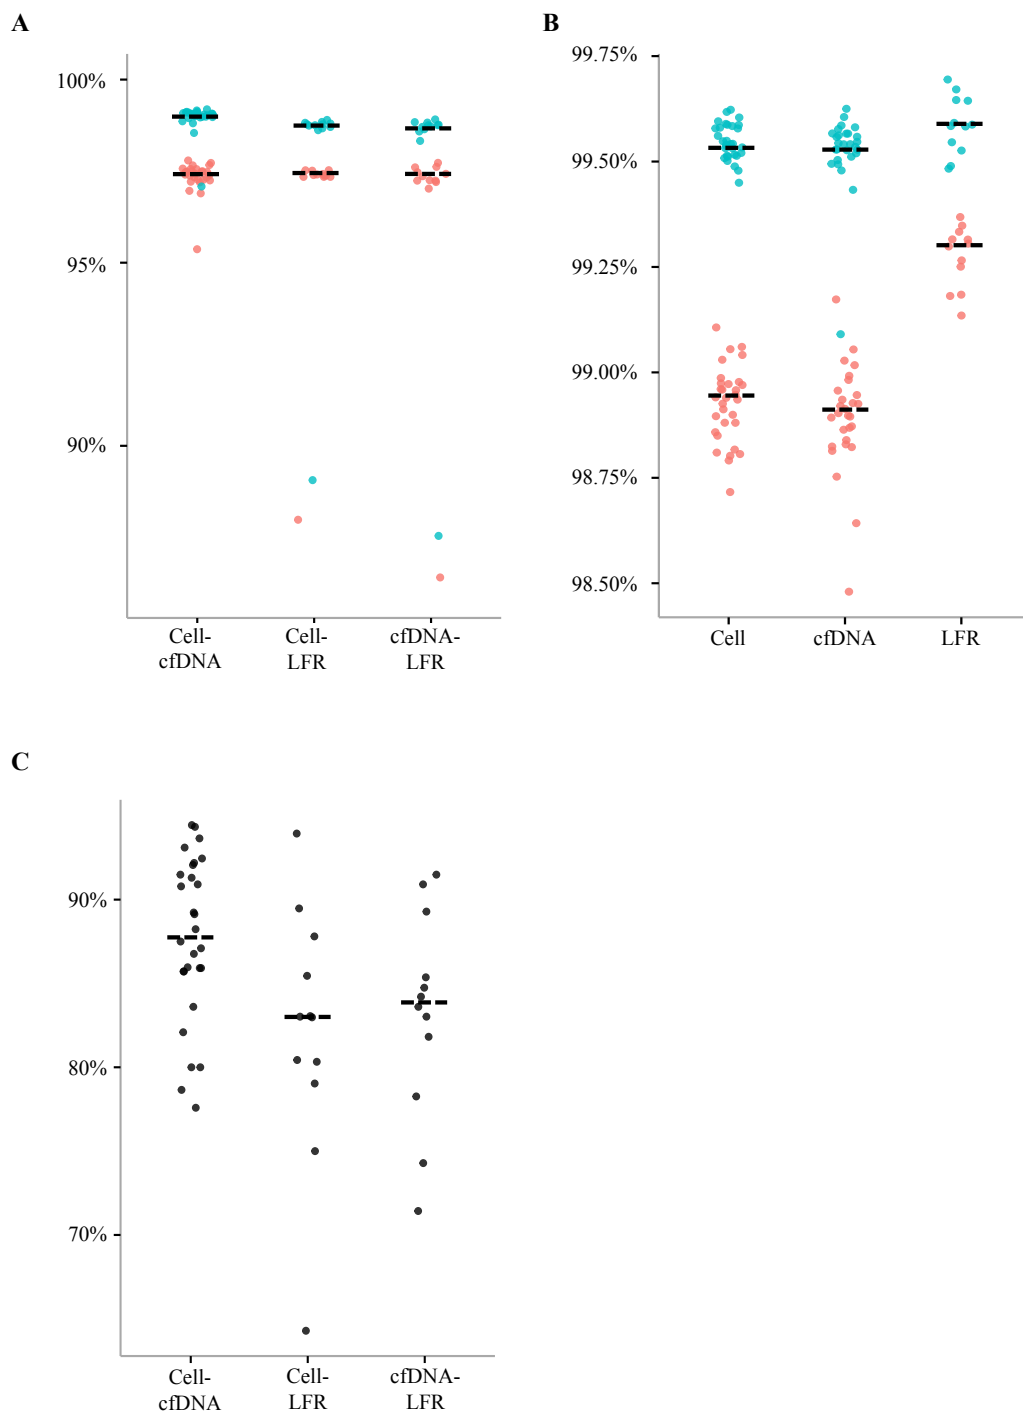 A
100%
95%
90%
Cell-
cfDNA
Cell-
LFR
cfDNA-
LFR
B
99.75%
99.50%
99.25%
99.00%
98.75%
98.50%
Cell
cfDNA
LFR
C
90%
80%
70%
Cell-
cfDNA
Cell-
LFR
cfDNA-
LFR